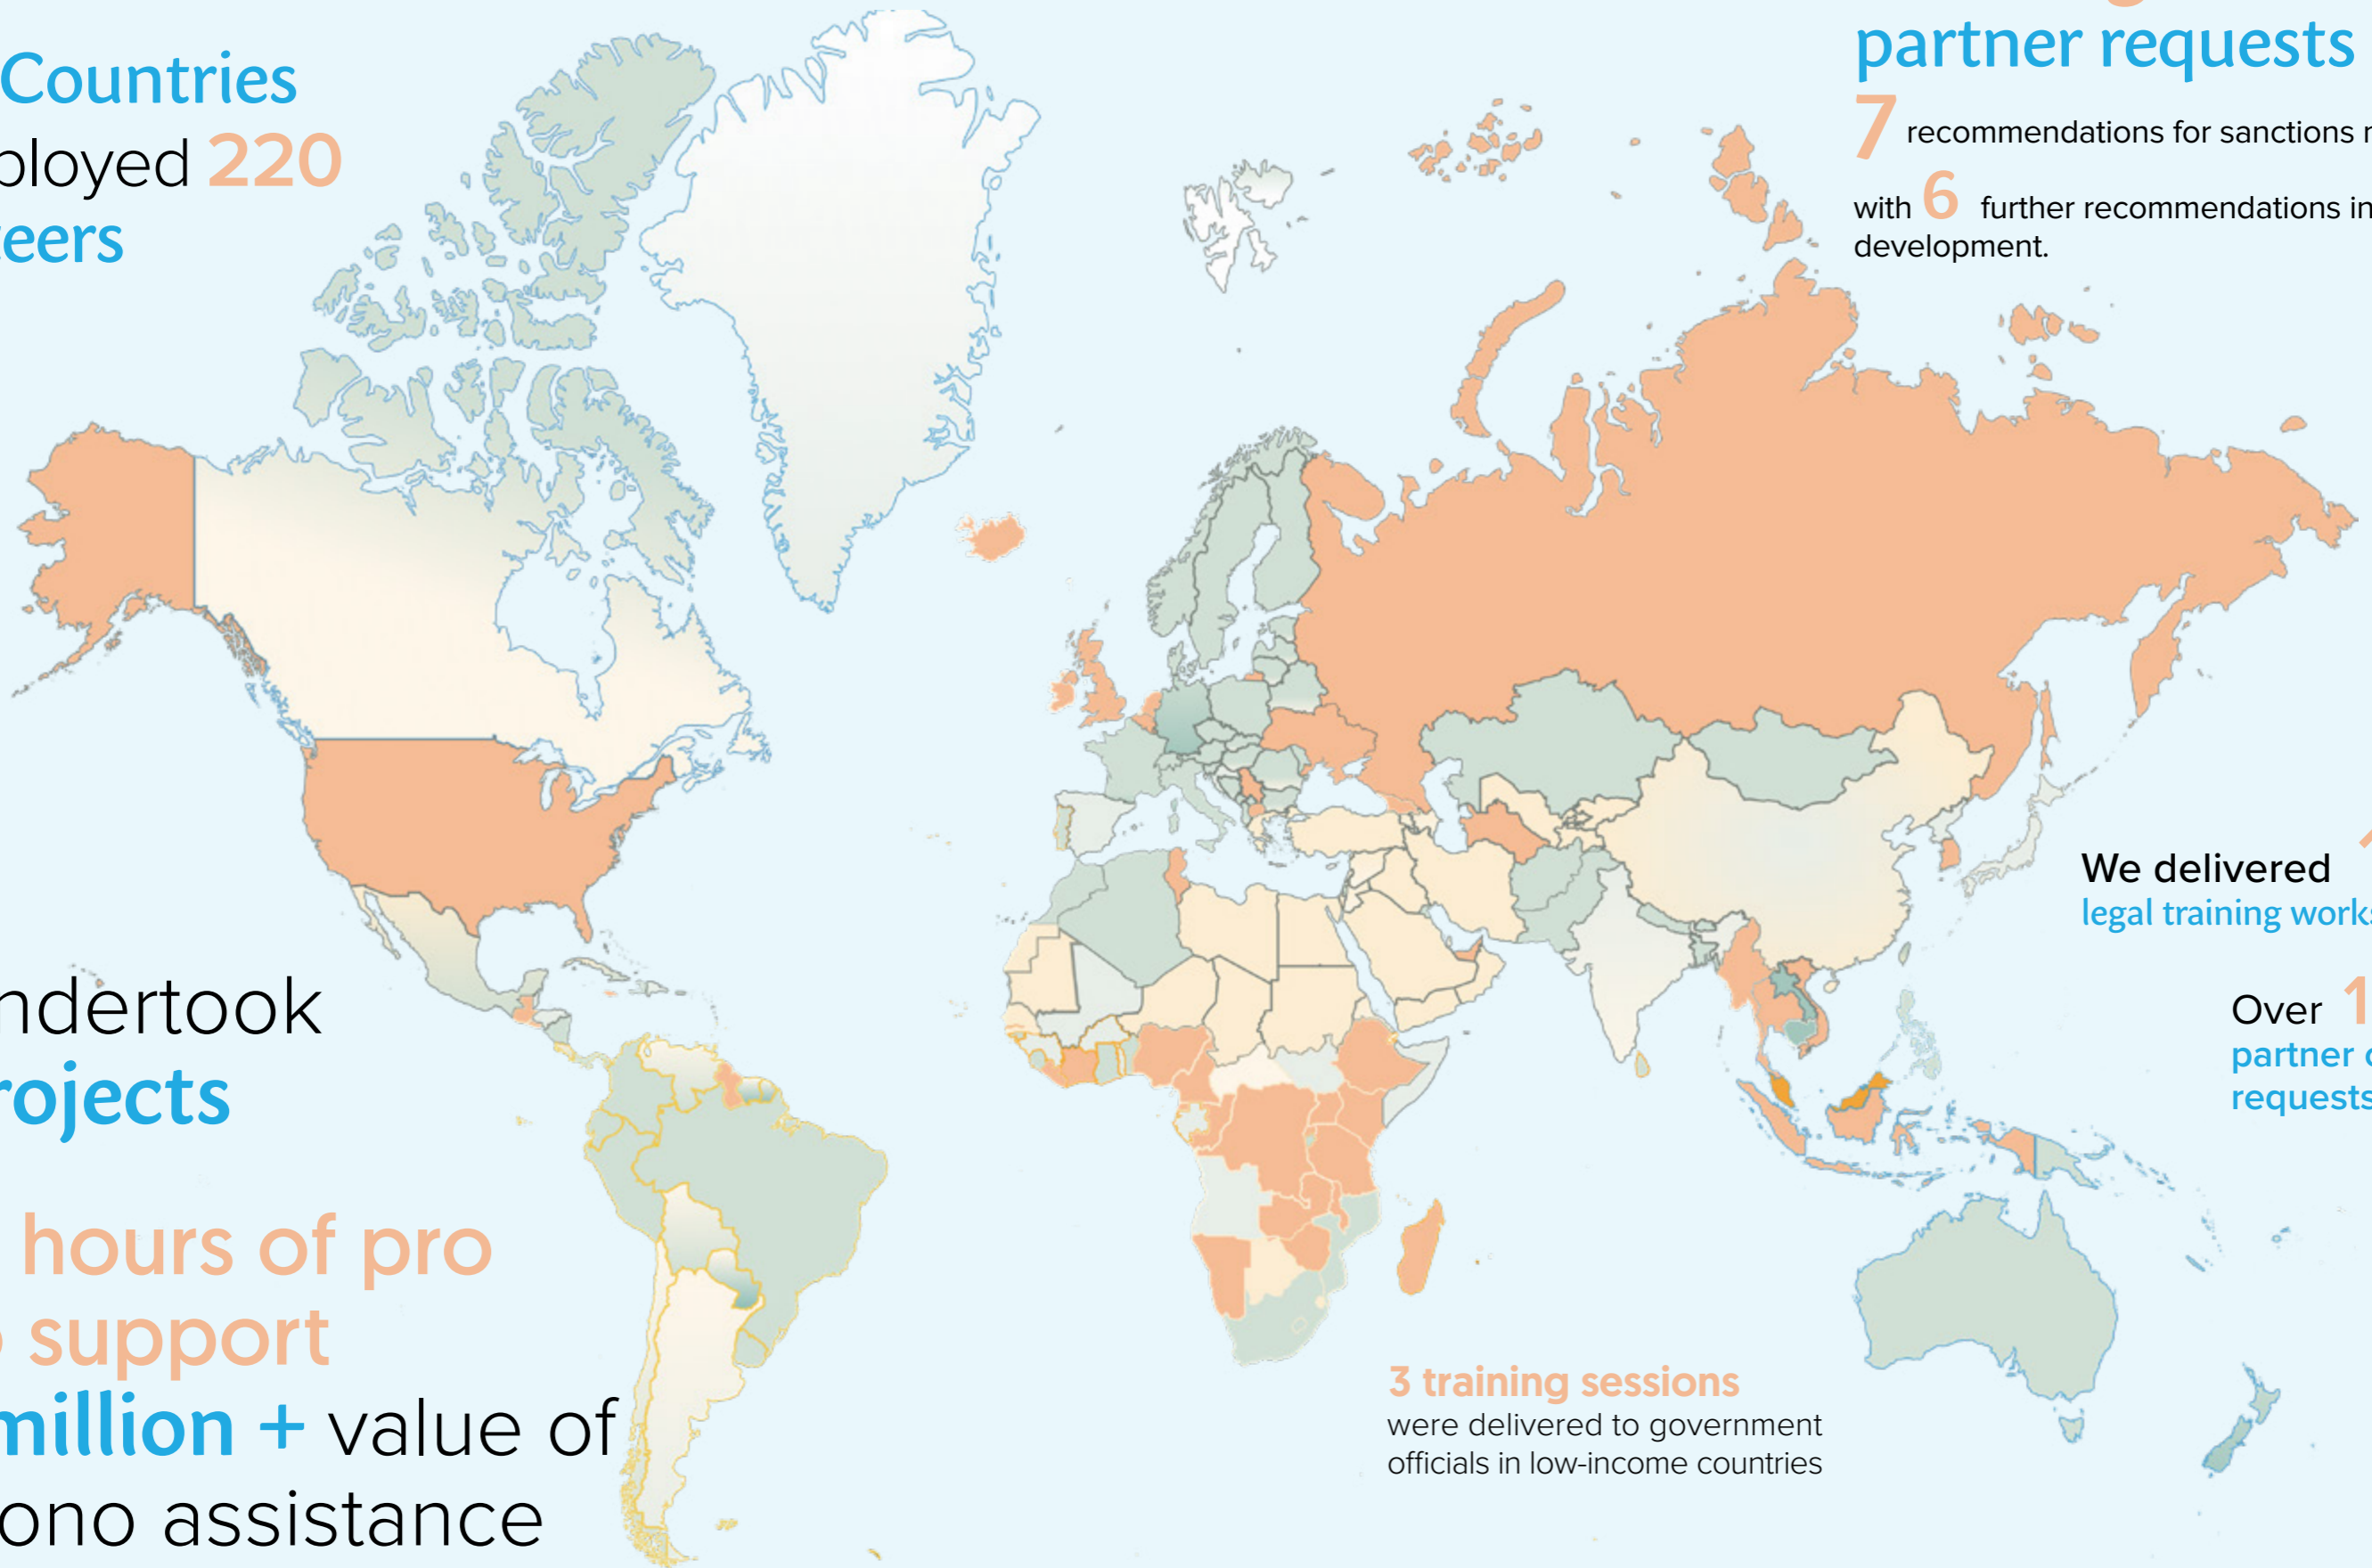 Countries
ployed 220
eers
ndertook
rojects
hours of pro
support
million + value of
ono assistance
partner requests
7 recommendations for sanctions
with 6 further recommendations in
development.
We delivered
legal training works
Over 1
partner
requests
3 training sessions
were delivered to government
officials in low-income countries